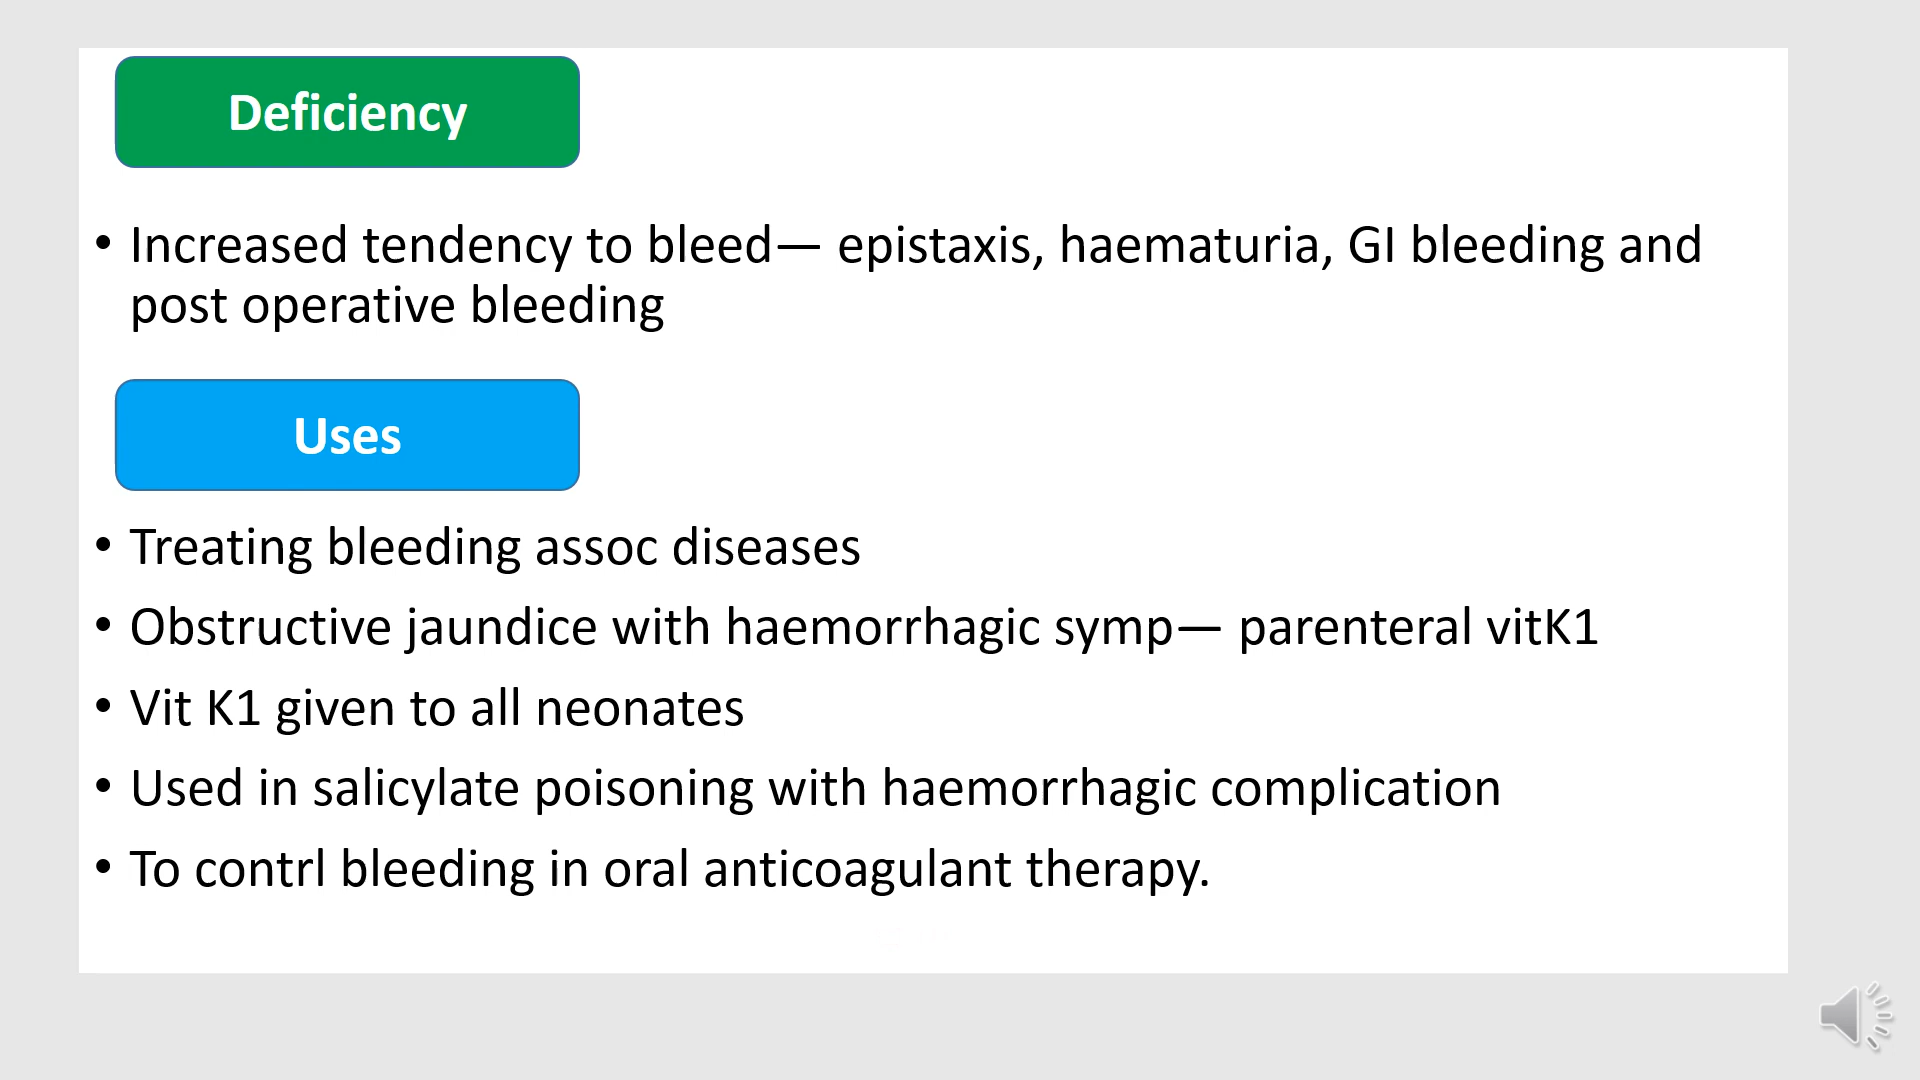 Deficiency
• Increased tendency to bleed— epistaxis, haematuria, GI bleeding and
post operative bleeding
Uses
• Treating bleeding assoc diseases
• Obstructive jaundice with haemorrhagic symp— parenteral vitK1
• Vit K1 given to all neonates
• Used in salicylate poisoning with haemorrhagic complication
• To contrl bleeding in oral anticoagulant therapy.